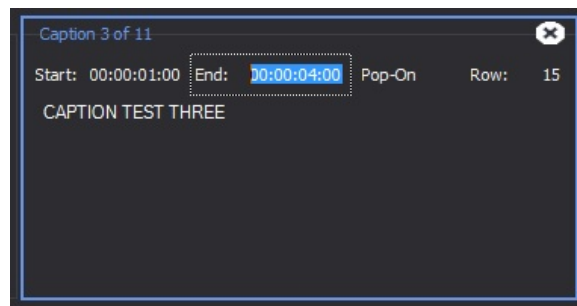 Caption 3 of 11
Start: 00:00:01:00 End: 00:00:04:00 Pop-On Row: 15
CAPTION TEST THREE